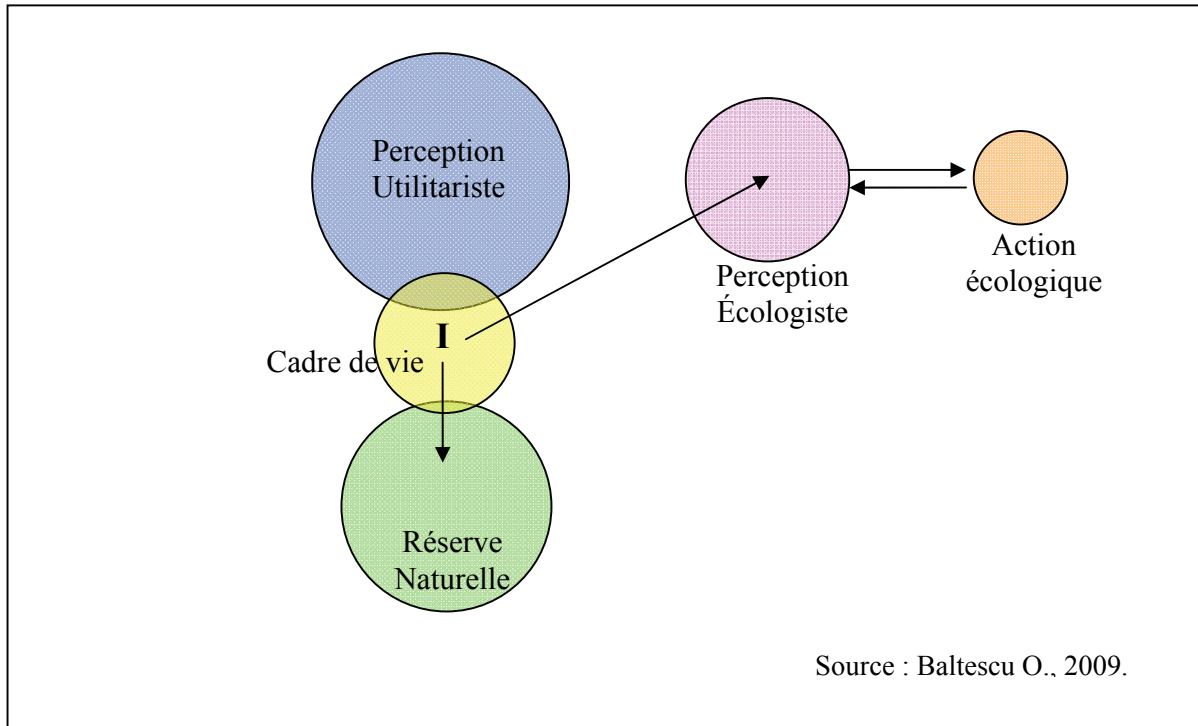 Perception
Utilitariste
I
Cadre de vie
Perception
Écologiste
Action
écologique
Réserve
Naturelle
Source : Baltescu O., 2009.